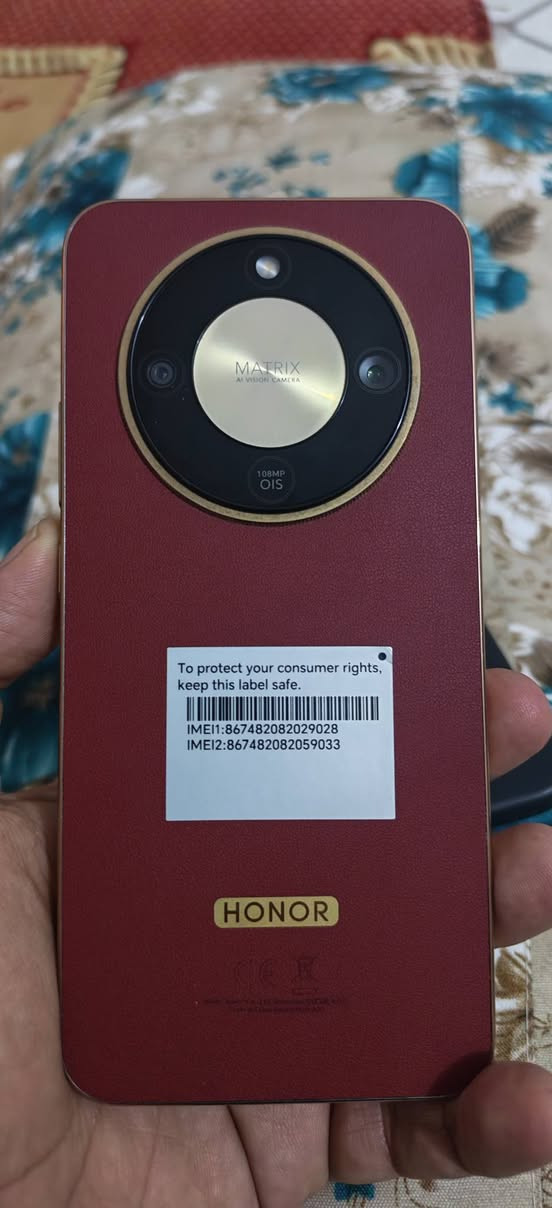 MATRIX
AI VISION CAMERA
108MP
OIS
To protect your consumer rights,
keep this label safe.
IMEI1:867482082029028
IMEI2:867482082059033
HONOR
CE